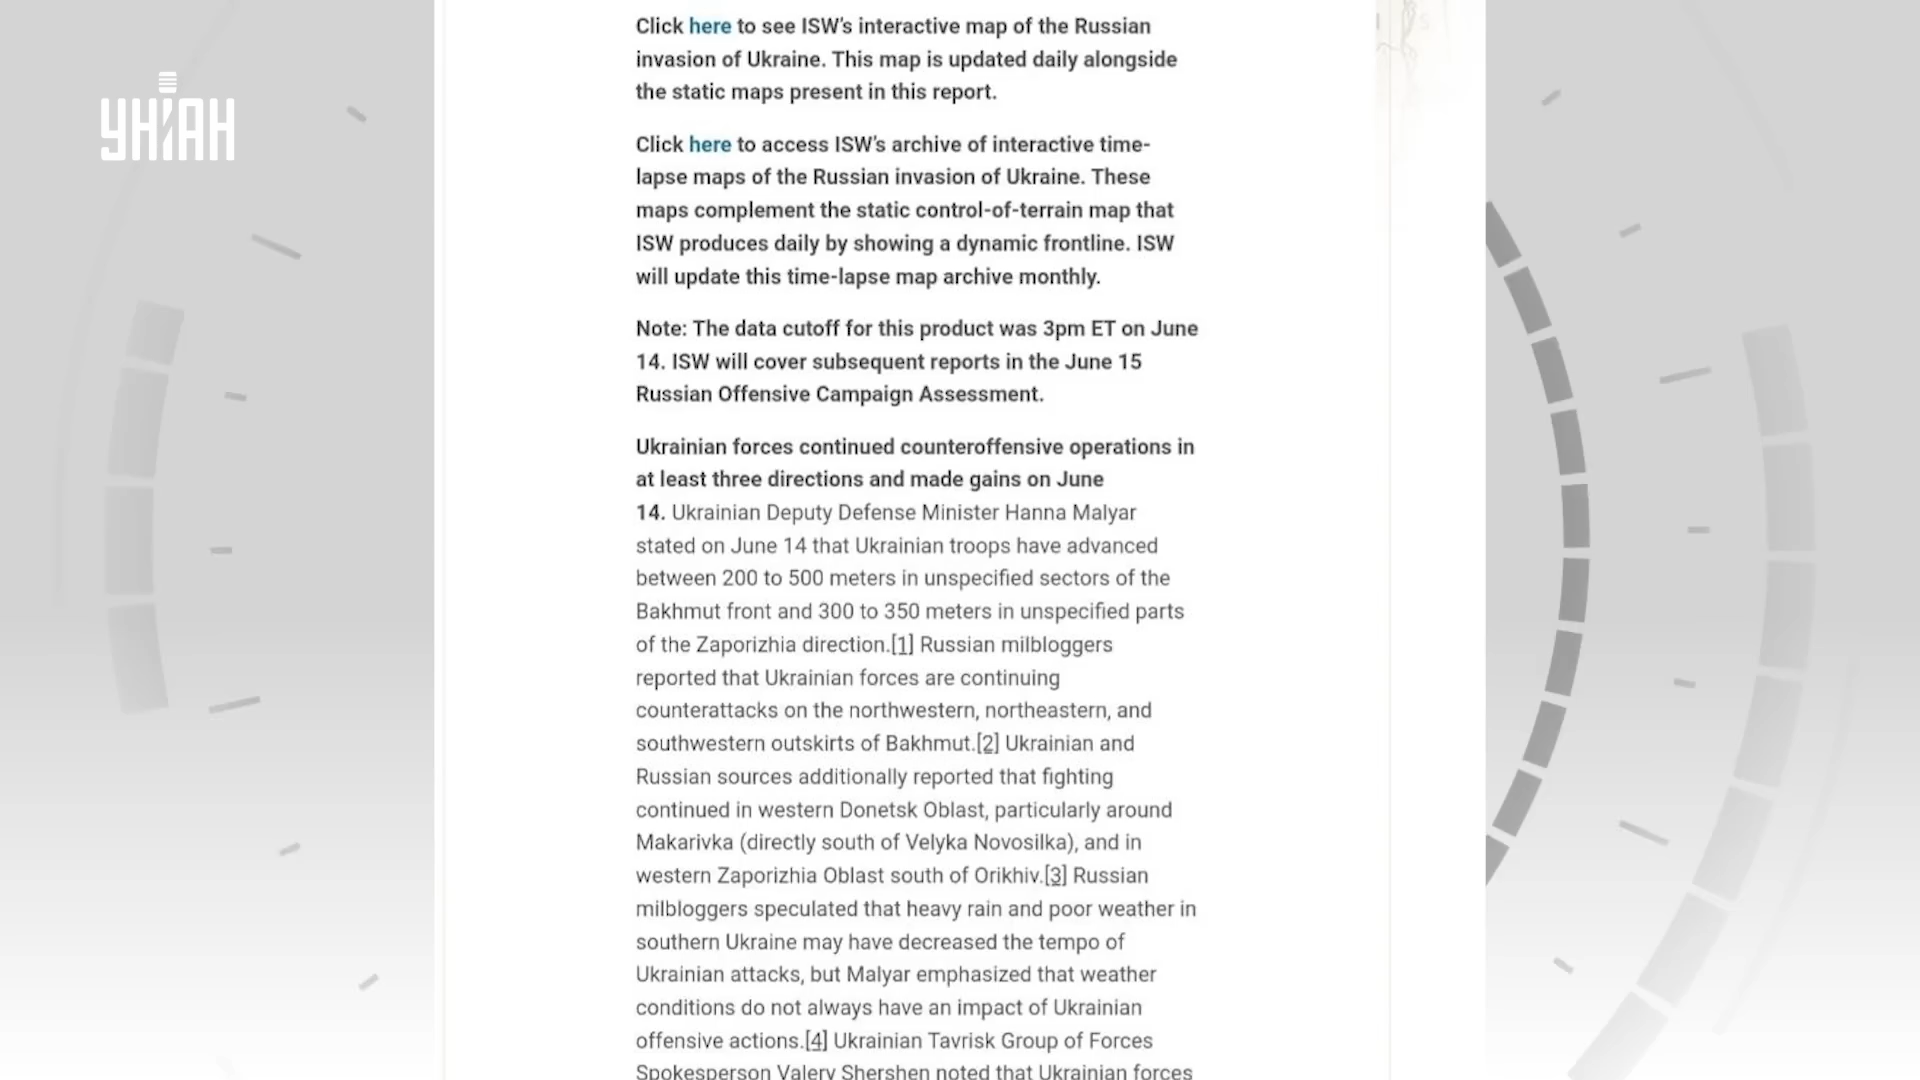 УНІАН
Click here to see ISW's interactive map of the Russian
invasion of Ukraine. This map is updated daily alongside
the static maps present in this report.
Click here to access ISW's archive of interactive time-
lapse maps of the Russian invasion of Ukraine. These
maps complement the static control-of-terrain map that
ISW produces daily by showing a dynamic frontline. ISW
will update this time-lapse map archive monthly.
Note: The data cutoff for this product was 3pm ET on June
14. ISW will cover subsequent reports in the June 15
Russian Offensive Campaign Assessment.
Ukrainian forces continued counteroffensive operations in
at least three directions and made gains on June
14. Ukrainian Deputy Defense Minister Hanna Malyar
stated on June 14 that Ukrainian troops have advanced
between 200 to 500 meters in unspecified sectors of the
Bakhmut front and 300 to 350 meters in unspecified parts
of the Zaporizhia direction.[1] Russian milbloggers
reported that Ukrainian forces are continuing
counterattacks on the northwestern, northeastern, and
southwestern outskirts of Bakhmut.[2] Ukrainian and
Russian sources additionally reported that fighting
continued in western Donetsk Oblast, particularly around
Makarivka (directly south of Velyka Novosilka), and in
western Zaporizhia Oblast south of Orikhiv.[3] Russian
milbloggers speculated that heavy rain and poor weather in
southern Ukraine may have decreased the tempo of
Ukrainian attacks, but Malyar emphasized that weather
conditions do not always have an impact of Ukrainian
offensive actions.[4] Ukrainian Tavrisk Group of Forces
Spokesperson Valery Shershen noted that Ukrainian forces